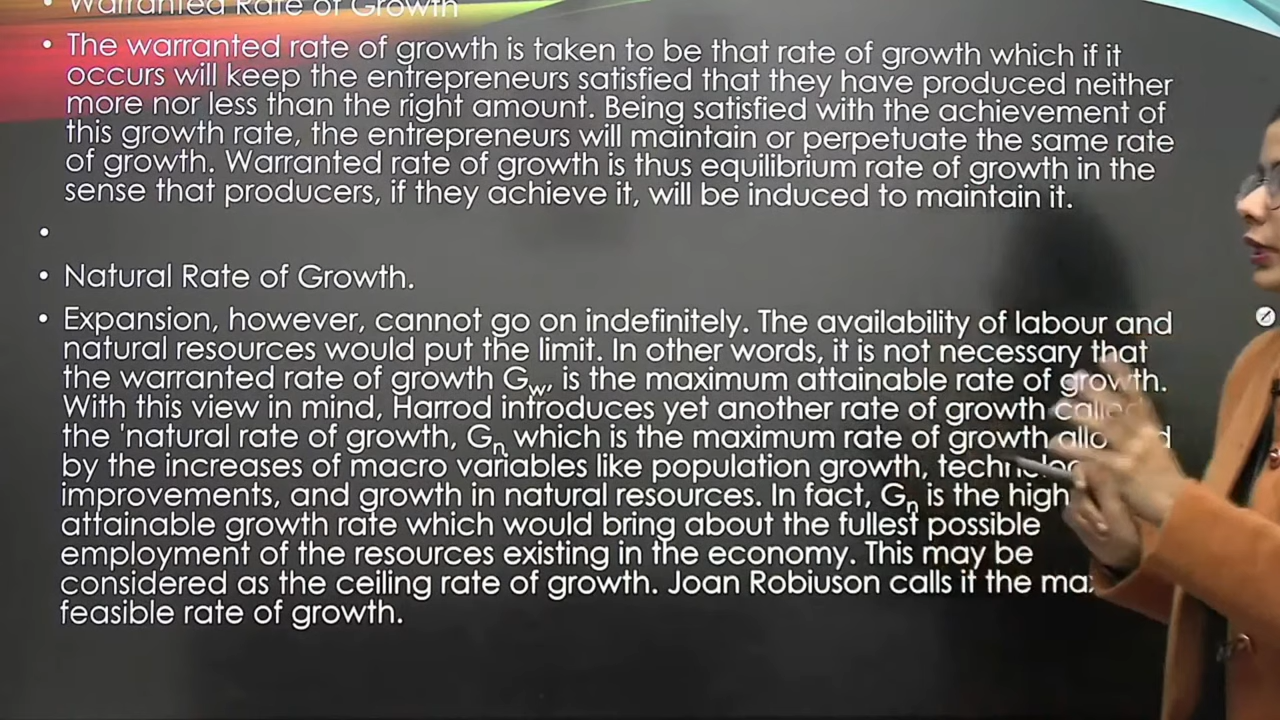 Warranted Rate of Growth
The warranted rate of growth is taken to be that rate of growth which if it
occurs will keep the entrepreneurs satisfied that they have produced neither
more nor less than the right amount. Being satisfied with the achievement of
this growth rate, the entrepreneurs will maintain or perpetuate the same rate
of growth. Warranted rate of growth is thus equilibrium rate of growth in the
sense that producers, if they achieve it, will be induced to maintain it.
Natural Rate of Growth.
Expansion, however, cannot go on indefinitely. The availability of labour and
natural resources would put the limit. In other words, it is not necessary that
the warranted rate of growth Gw, is the maximum attainable rate of growth.
With this view in mind, Harrod introduces yet another rate of growth called
the 'natural rate of growth, Gn which is the maximum rate of growth
by the increases of macro variables like population growth,
improvements, and growth in natural resources. In fact, Gn is the high
attainable growth rate which would bring about the fullest possible
employment of the resources existing in the economy. This may be
considered as the ceiling rate of growth. Joan Robiuson calls it the
feasible rate of growth.